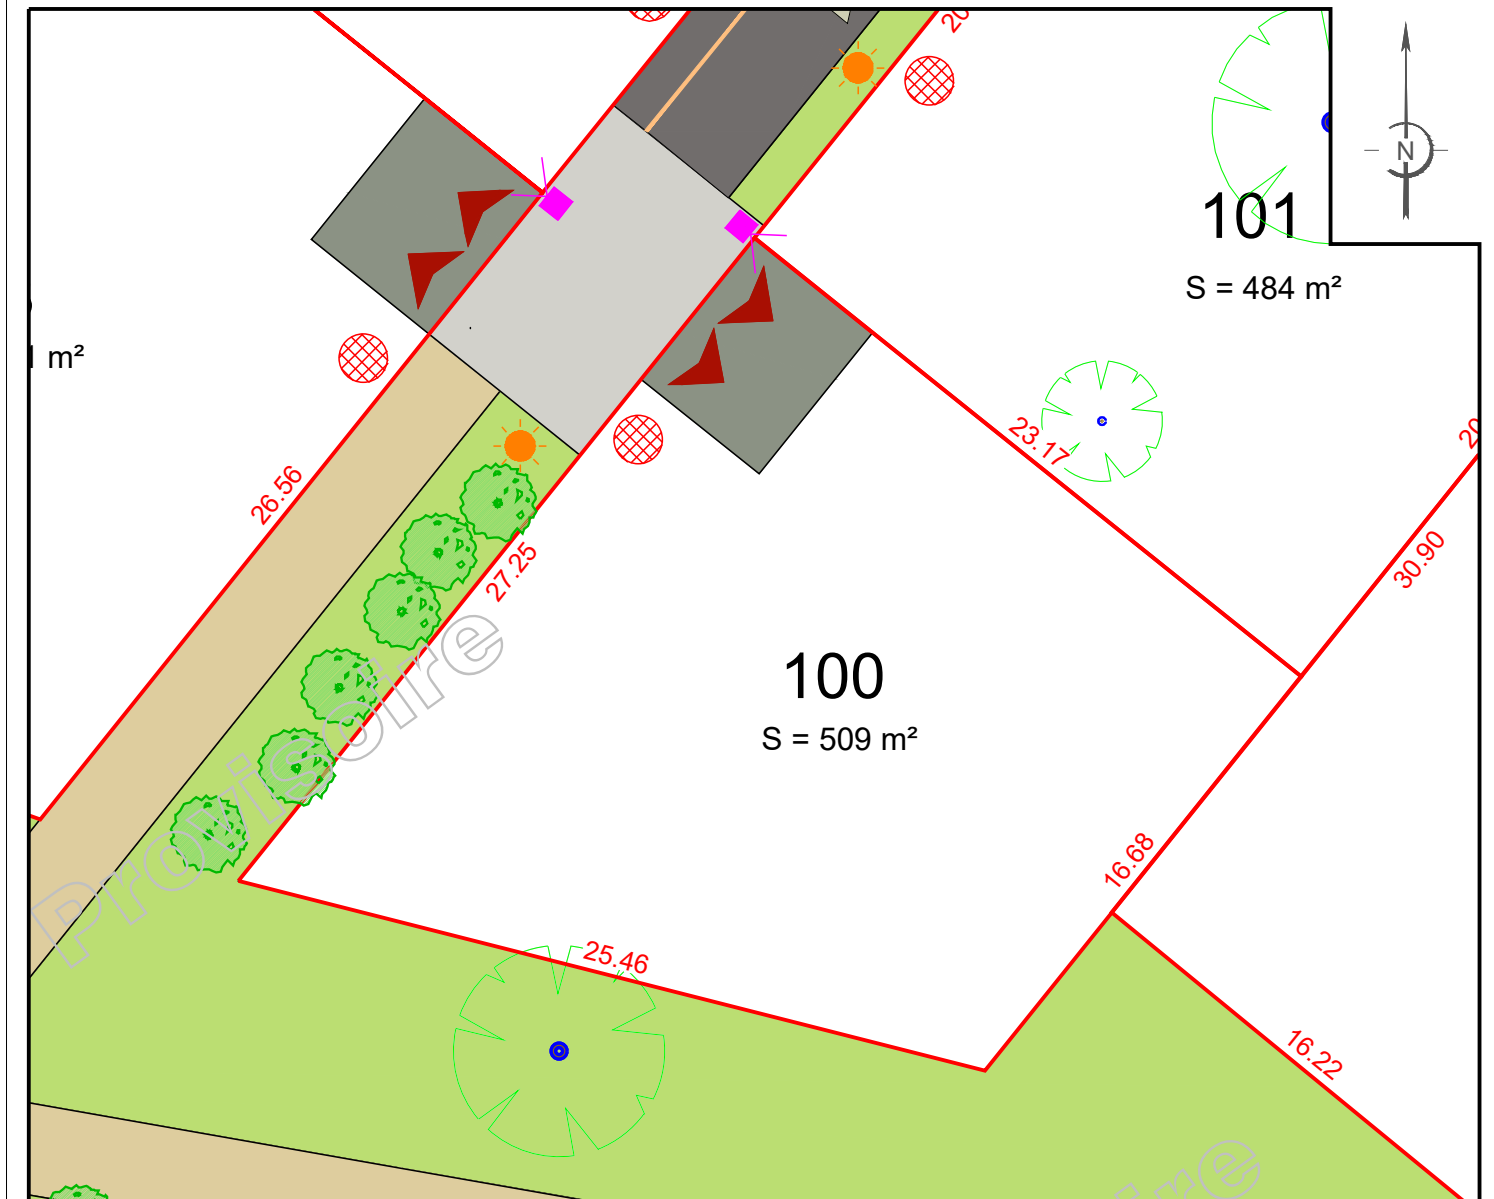 N
101
S = 484 m²
m²
23.17
26.56
30.90
27.25
100
S = 509 m²
16.68
25.46
16.22
Provisoire